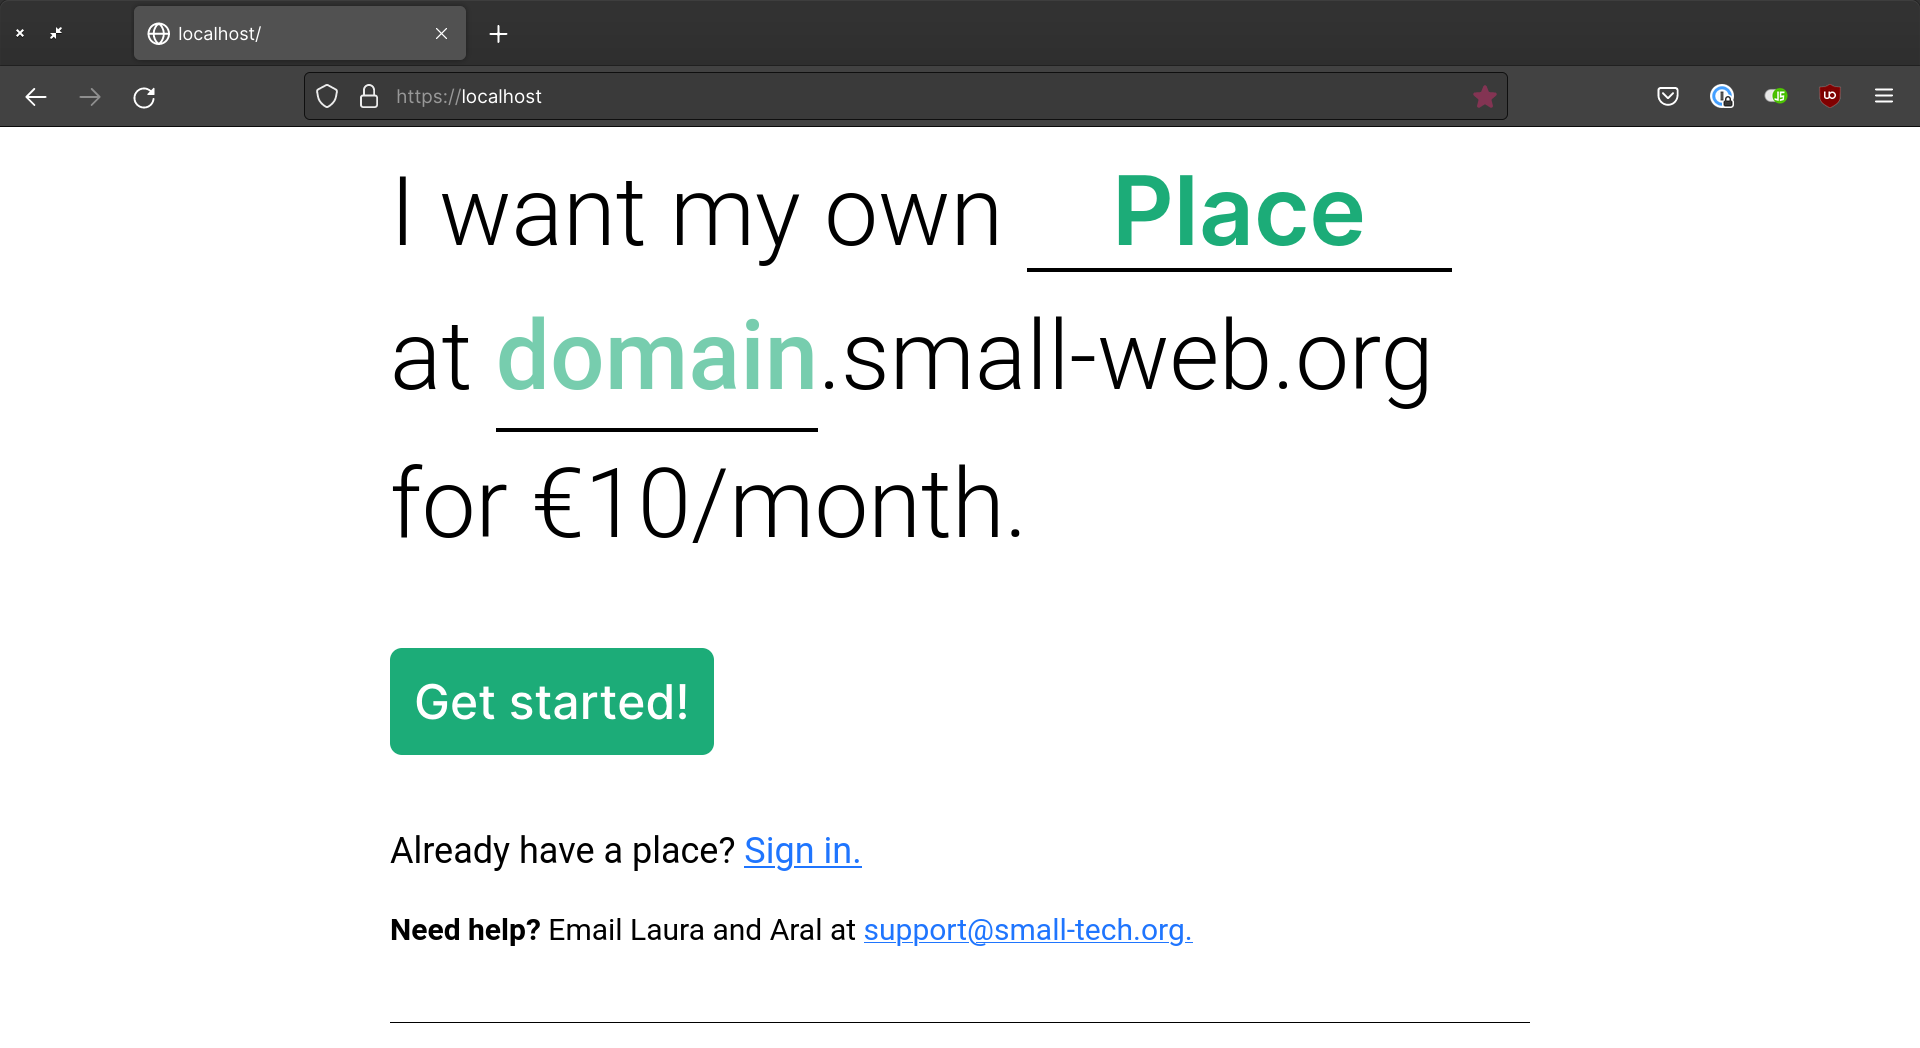 localhost/
https://localhost
I want my own Place
at domain.small-web.org
for €10/month.
Get started!
Already have a place? Sign in.
Need help? Email Laura and Aral at support@small-tech.org.